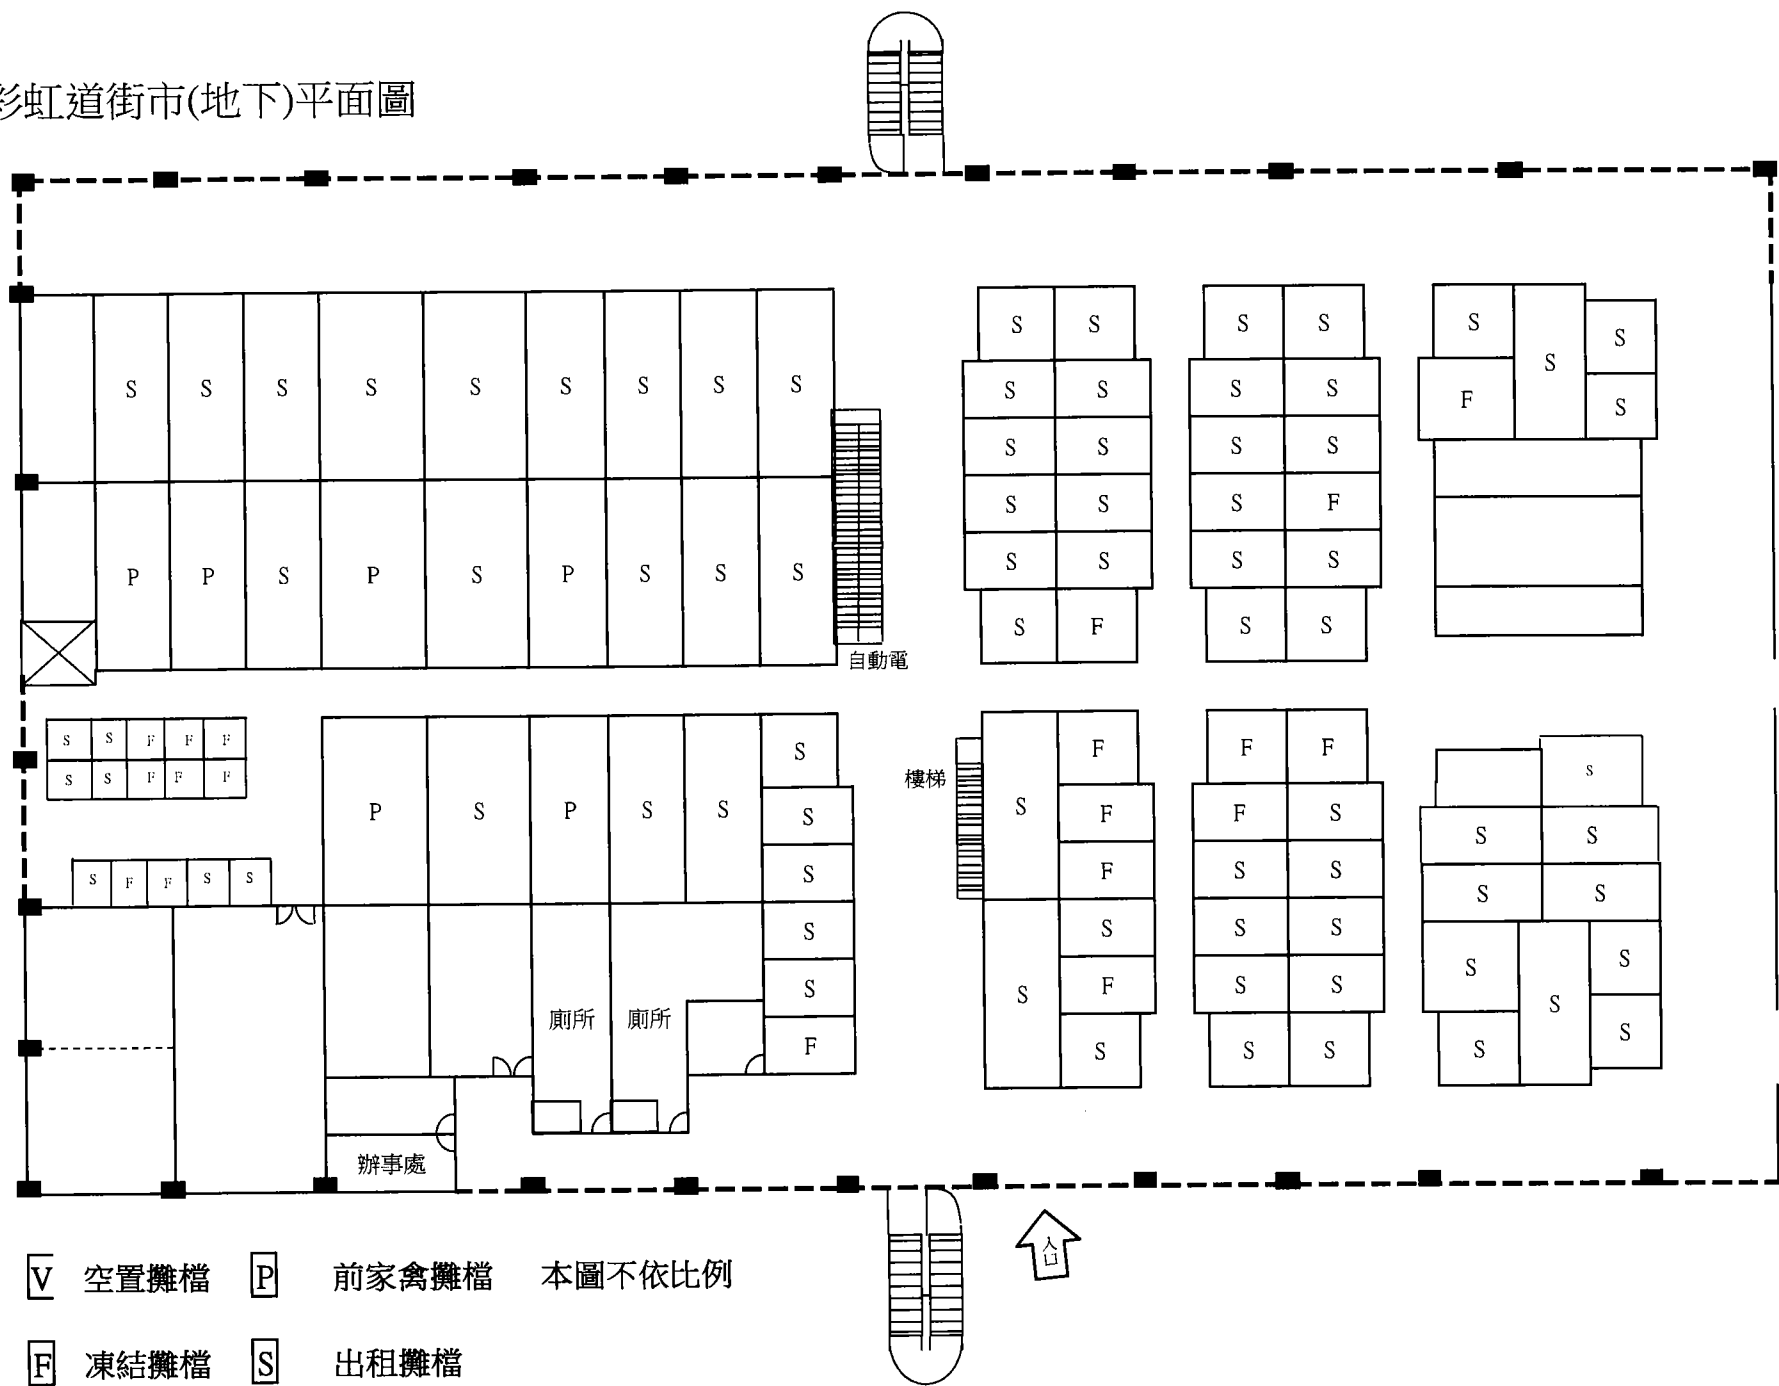 彩虹道街市(地下)平面圖
S S S S S S
S S S
S S S S S S S S S
S S S S F S
S S S S
S S S F
P P S P S P S S S
S S S S
S F S S
自動電
S S F F F
S S F F F
P S P S S S
S
S
樓梯
S F F F
F F S
F S S
S S F F S
S S F F S S
S S S S S
S
S S S S
S S S
S F S S S S
F S S S S
廁所 廁所
辦事處
入口
V 空置攤檔 P 前家禽攤檔 本圖不依比例
F 凍結攤檔 S 出租攤檔